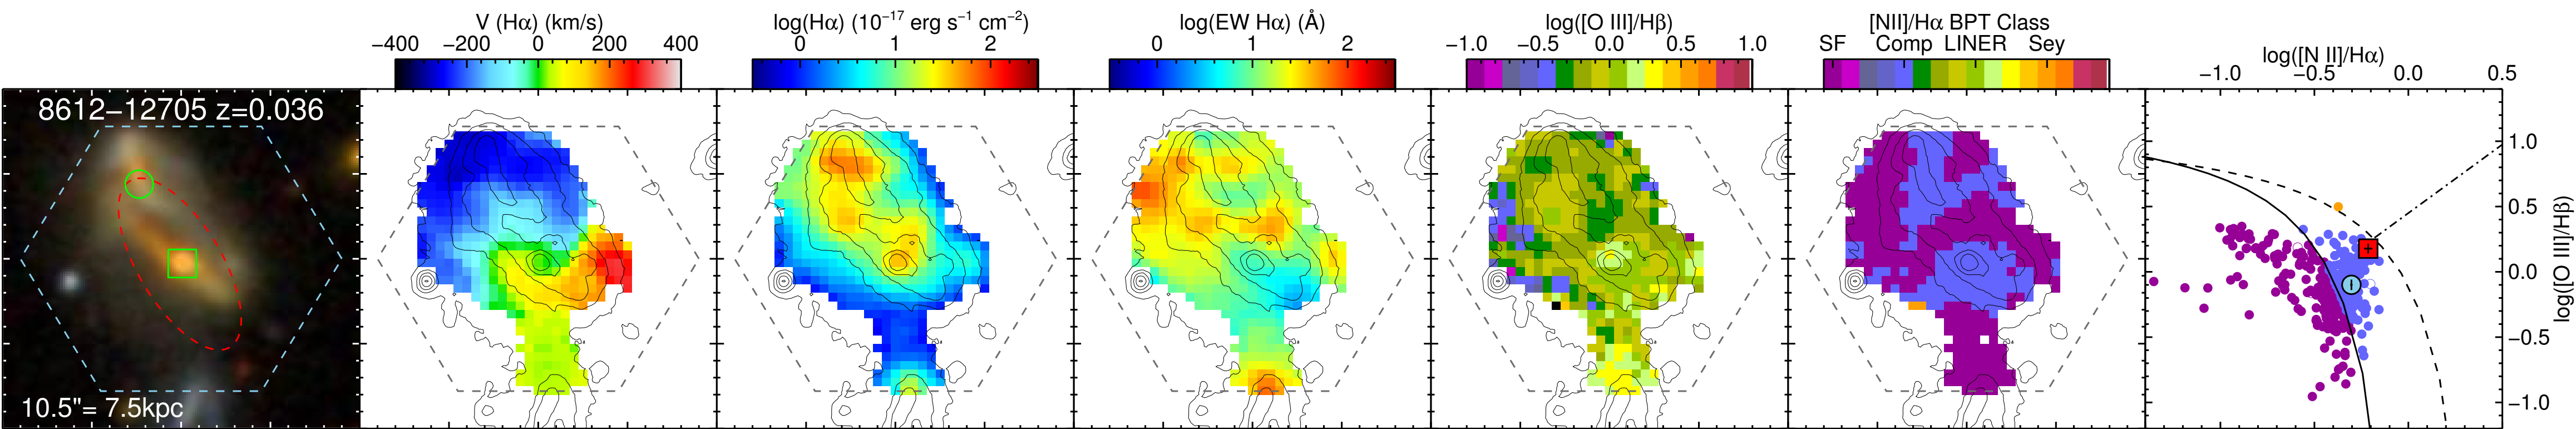 V (Hα) (km/s)
−400 −200 0 200 400
log(Hα) (10⁻¹⁷ erg s⁻¹ cm⁻²)
0 1 2
log(EW Hα) (Å)
0 1 2
log([O III]/Hβ)
−1.0 −0.5 0.0 0.5 1.0
[NII]/Hα BPT Class
SF Comp LINER Sey
log([N II]/Hα)
−1.0 −0.5 0.0 0.5
8612−12705 z=0.036
10.5"= 7.5kpc
1.0
0.5
0.0
−0.5
−1.0
log([O III]/Hβ)